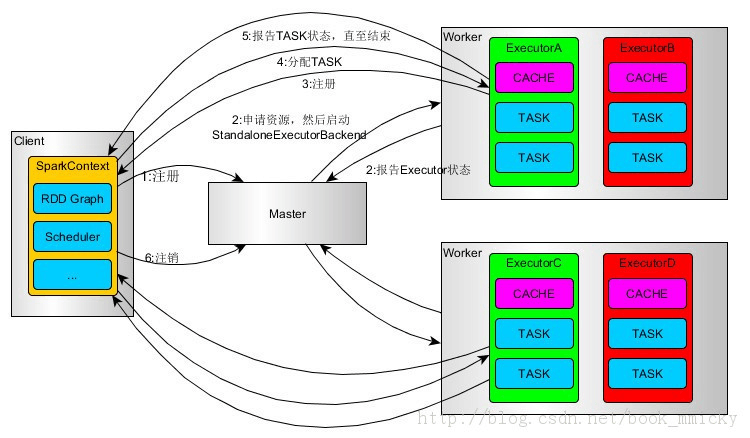 5:报告TASK状态，直至结束
4:分配TASK
3:注册
2:申请资源，然后启动
StandaloneExecutorBackend
2:报告Executor状态
Client
SparkContext
RDD Graph
Scheduler
...
1:注册
6:注销
Master
Worker
ExecutorA
CACHE
TASK
TASK
ExecutorB
CACHE
TASK
TASK
Worker
ExecutorC
CACHE
TASK
TASK
ExecutorD
CACHE
TASK
TASK
http://blog.csdn.net/book_mmicky